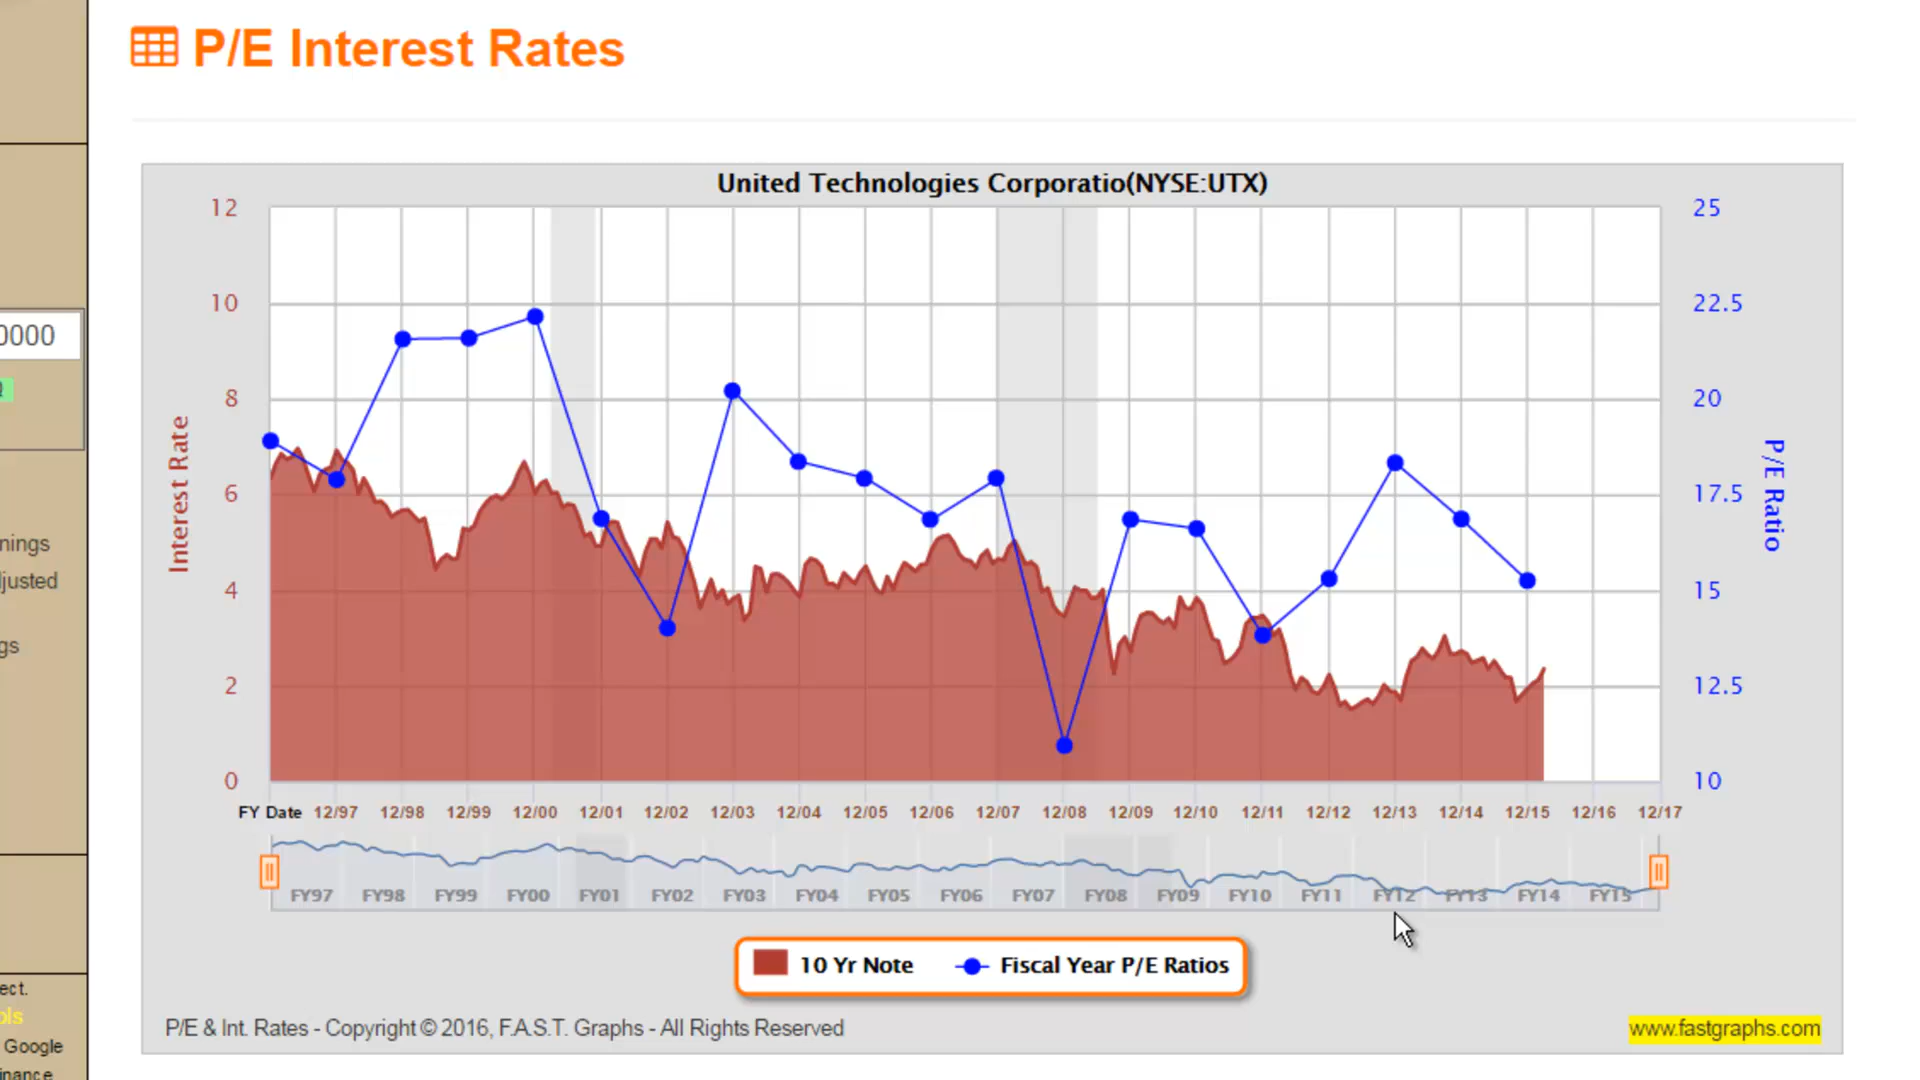 P/E Interest Rates
United Technologies Corporatio(NYSE:UTX)
12
10
8
6
4
2
0
Interest Rate
25
22.5
20
17.5
15
12.5
10
P/E Ratio
FY Date 12/97 12/98 12/99 12/00 12/01 12/02 12/03 12/04 12/05 12/06 12/07 12/08 12/09 12/10 12/11 12/12 12/13 12/14 12/15 12/16 12/17
FY97 FY98 FY99 FY00 FY01 FY02 FY03 FY04 FY05 FY06 FY07 FY08 FY09 FY10 FY11 FY12 FY13 FY14 FY15
10 Yr Note Fiscal Year P/E Ratios
P/E & Int. Rates - Copyright © 2016, F.A.S.T. Graphs - All Rights Reserved
www.fastgraphs.com
0000
nings
justed
gs
ect.
ols
Google
inance